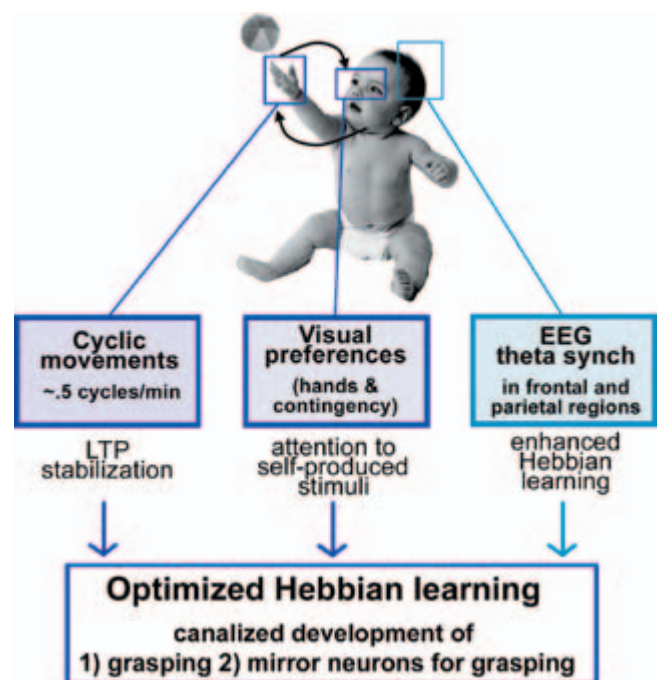 Cyclic
movements
~.5 cycles/min
Visual
preferences
(hands &
contingency)
EEG
theta synch
in frontal and
parietal regions
LTP
stabilization
attention to
self-produced
stimuli
enhanced
Hebbian
learning
Optimized Hebbian learning
canalized development of
1) grasping 2) mirror neurons for grasping